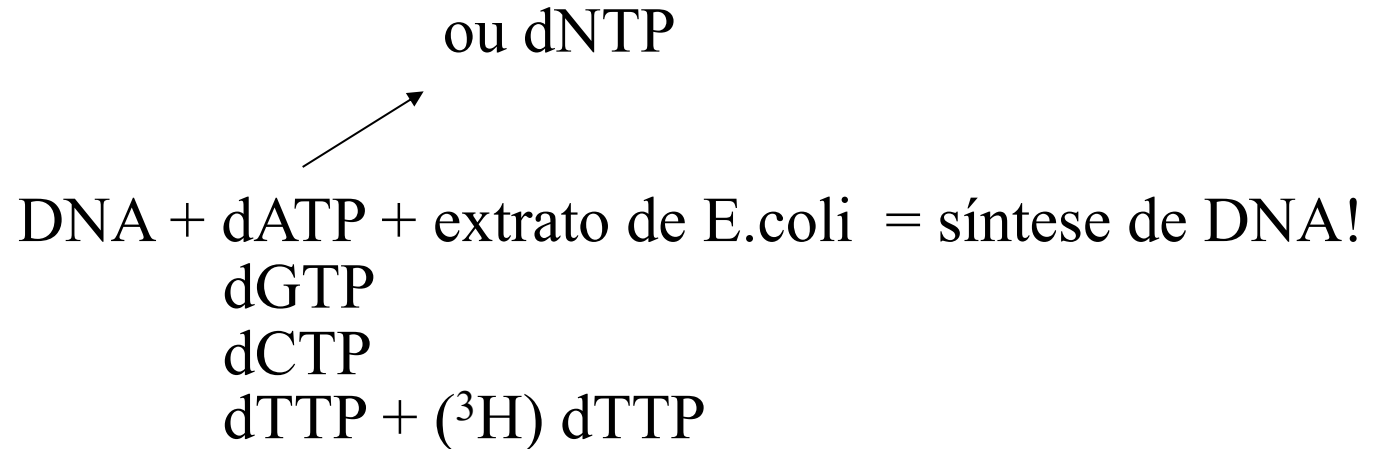 ou dNTP
DNA + dATP + extrato de E.coli = síntese de DNA!
dGTP
dCTP
dTTP + (³H) dTTP